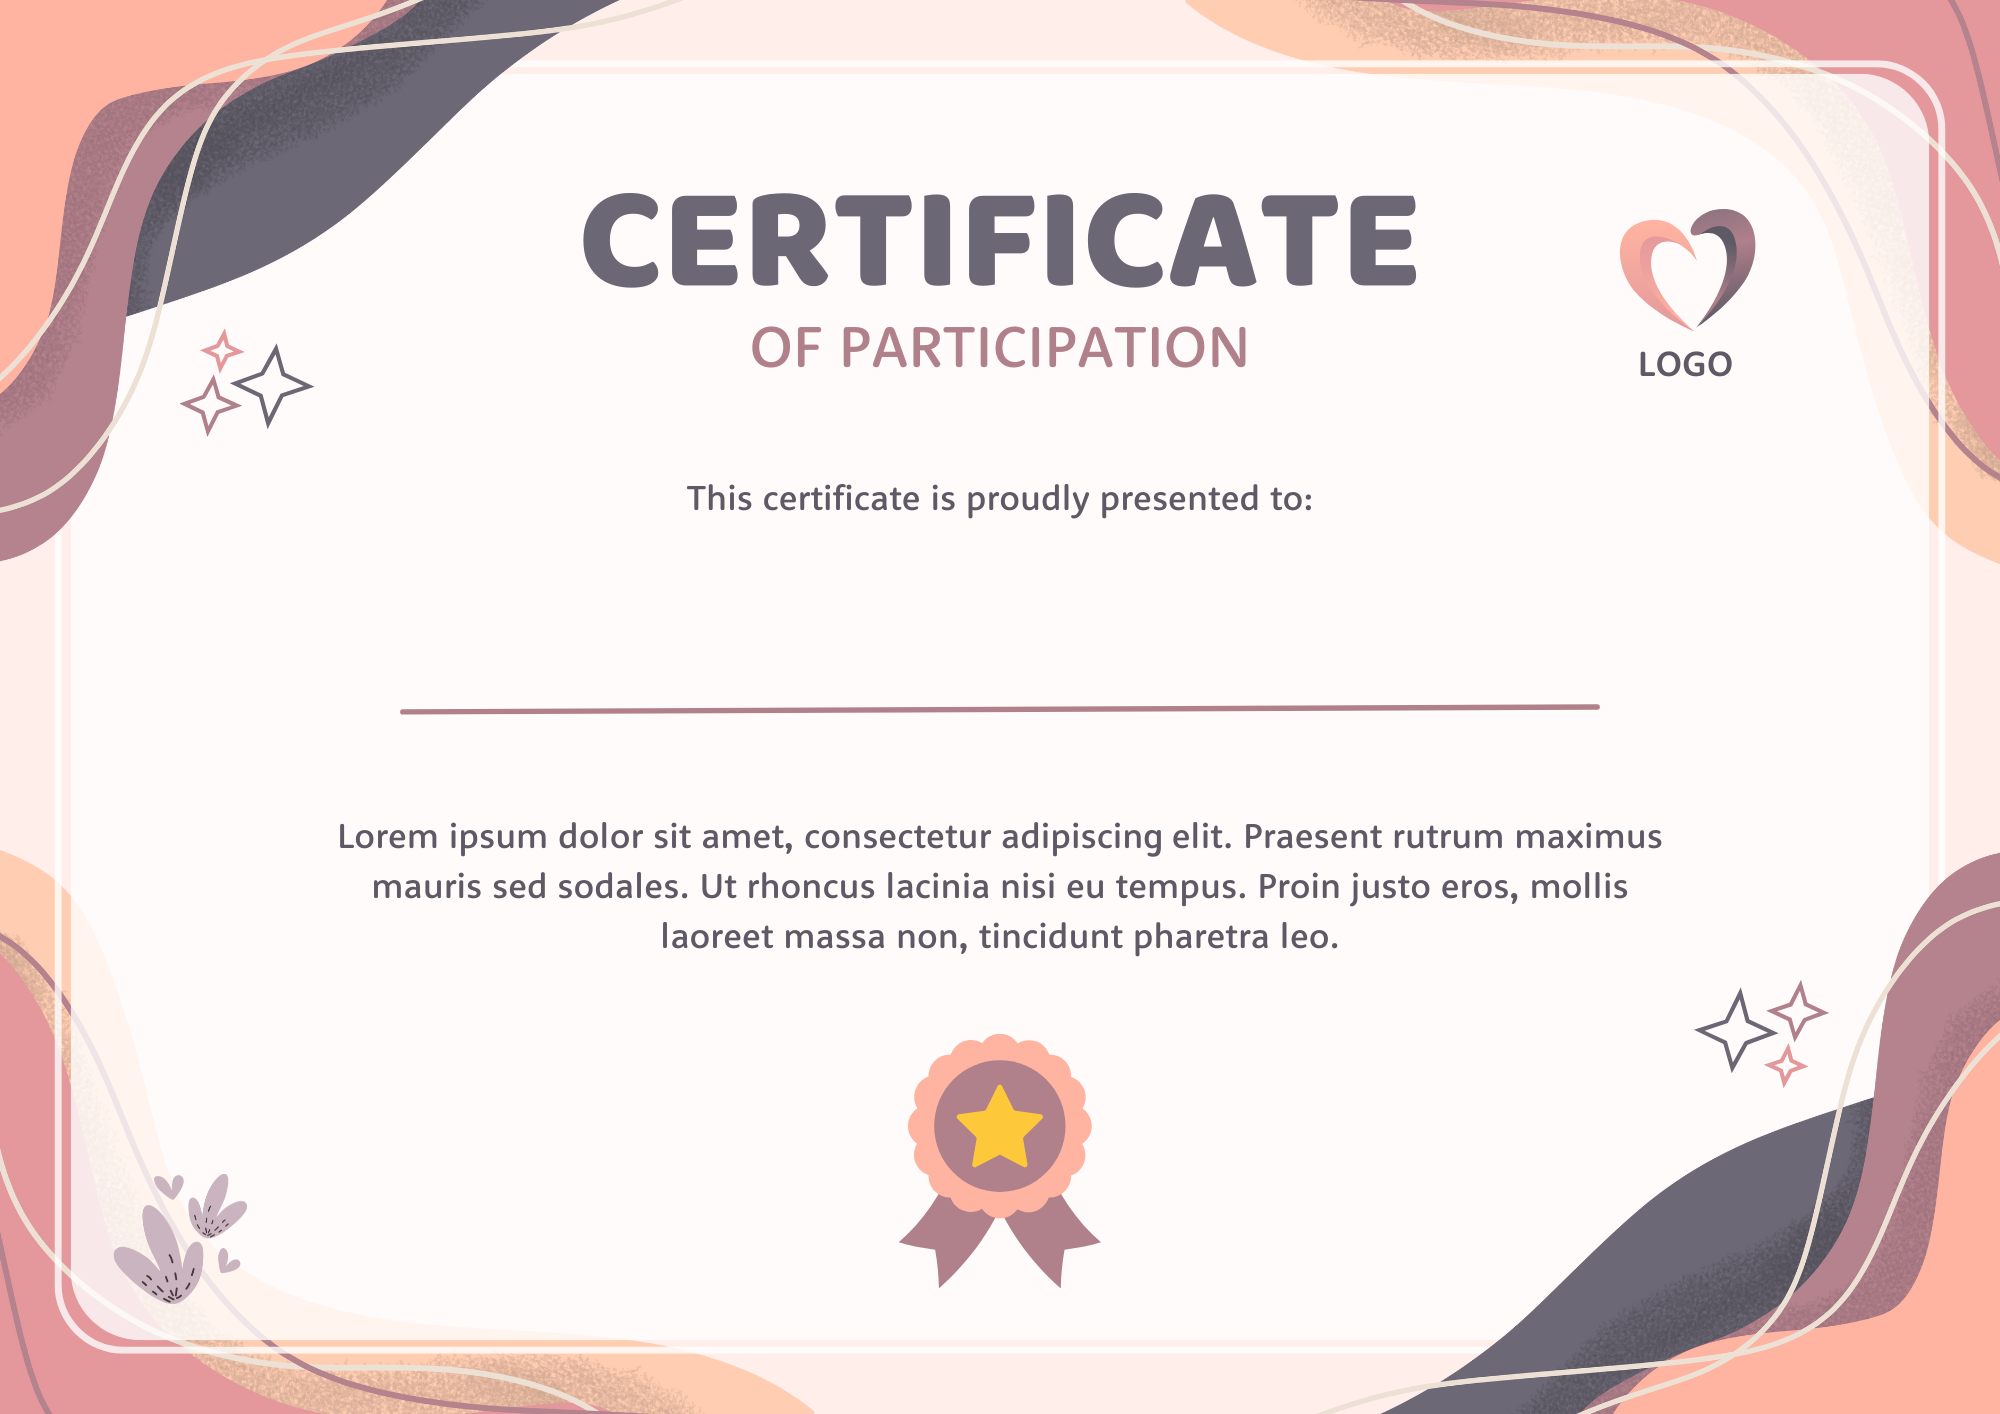 CERTIFICATE
OF PARTICIPATION
LOGO
This certificate is proudly presented to:
Lorem ipsum dolor sit amet, consectetur adipiscing elit. Praesent rutrum maximus
mauris sed sodales. Ut rhoncus lacinia nisi eu tempus. Proin justo eros, mollis
laoreet massa non, tincidunt pharetra leo.